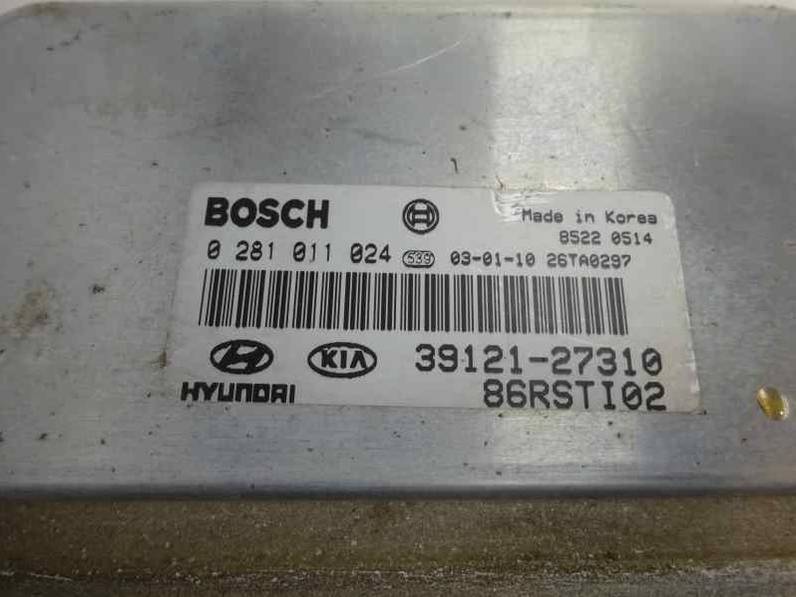 BOSCH
Made in Korea
8522 0514
0 281 011 024 539 03-01-10 26TA0297
HYUNDAI
KIA
39121-27310
86RSTI02